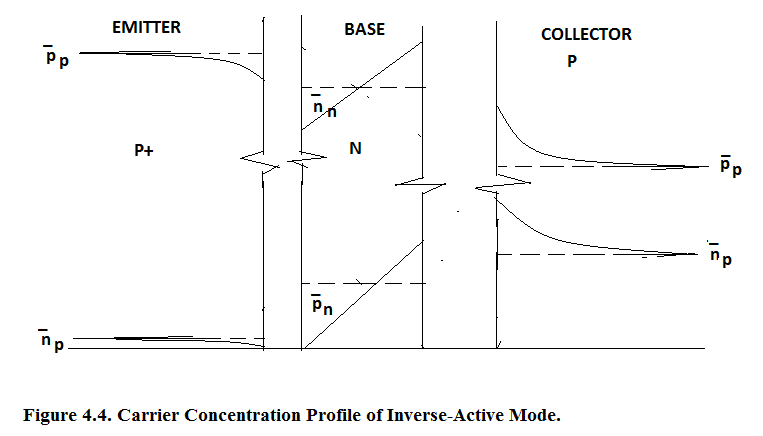 EMITTER BASE COLLECTOR
P
p̅p
n̅n
P+ N
p̅p
n̅p
p̅n
n̅p
Figure 4.4. Carrier Concentration Profile of Inverse-Active Mode.